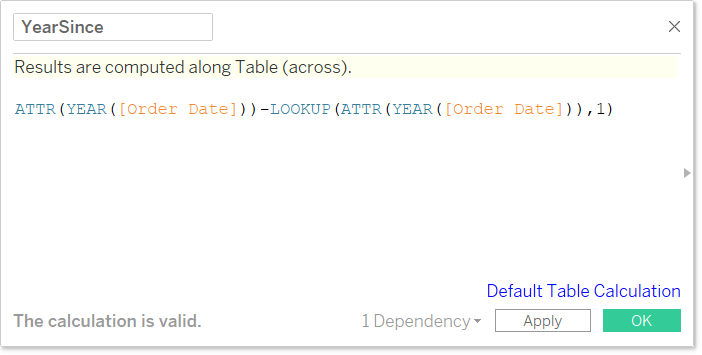 YearSince
Results are computed along Table (across).
ATTR(YEAR([Order Date]))-LOOKUP(ATTR(YEAR([Order Date])),1)
Default Table Calculation
The calculation is valid.
1 Dependency
Apply
OK